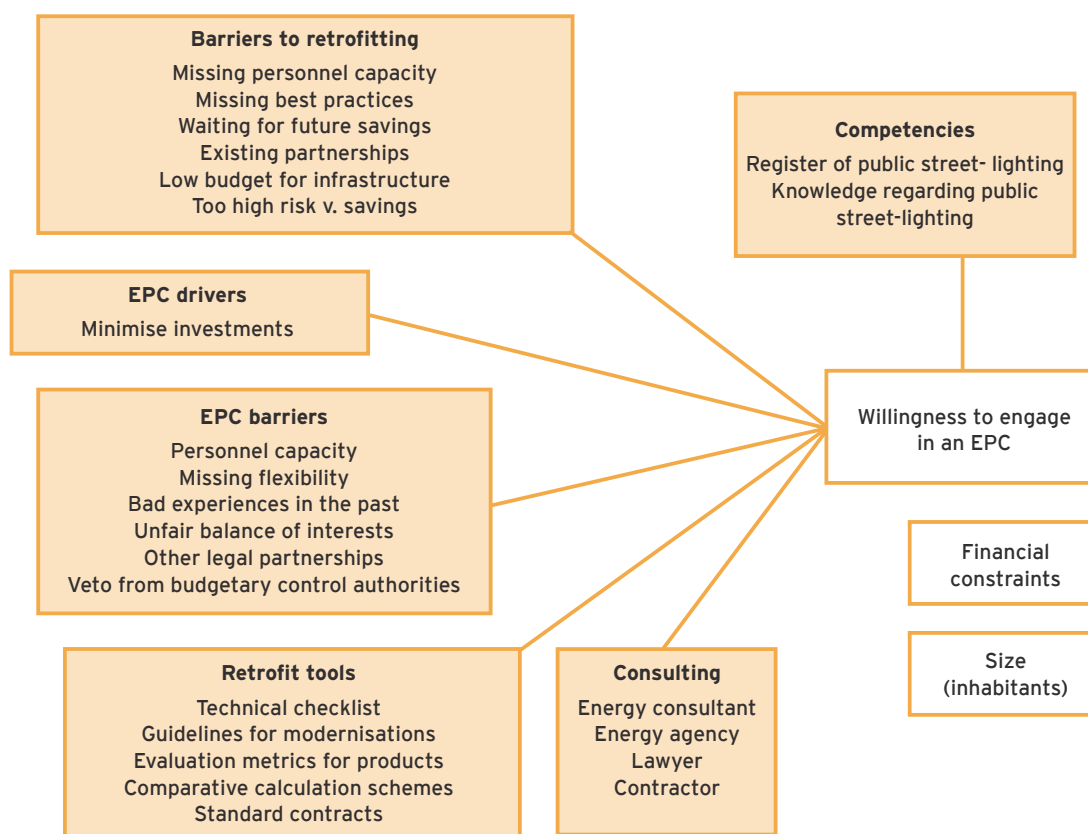 Barriers to retrofitting
Missing personnel capacity
Missing best practices
Waiting for future savings
Existing partnerships
Low budget for infrastructure
Too high risk v. savings
Competencies
Register of public street- lighting
Knowledge regarding public
street-lighting
EPC drivers
Minimise investments
EPC barriers
Personnel capacity
Missing flexibility
Bad experiences in the past
Unfair balance of interests
Other legal partnerships
Veto from budgetary control authorities
Willingness to engage
in an EPC
Financial
constraints
Size
(inhabitants)
Retrofit tools
Technical checklist
Guidelines for modernisations
Evaluation metrics for products
Comparative calculation schemes
Standard contracts
Consulting
Energy consultant
Energy agency
Lawyer
Contractor